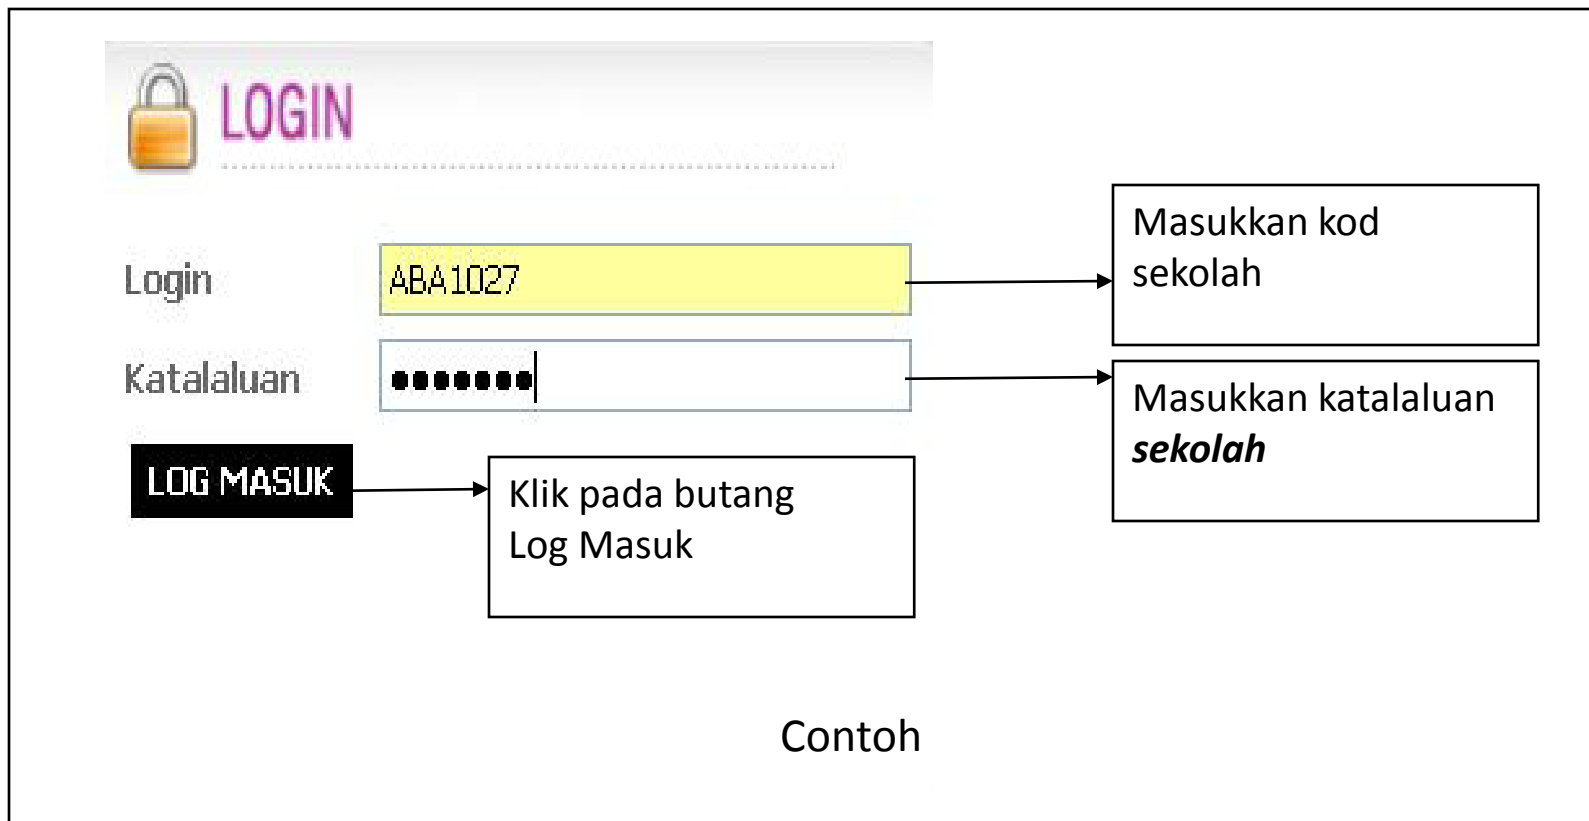 LOGIN
Login
ABA1027
Masukkan kod
sekolah
Katalaluan
●●●●●●●
Masukkan katalaluan
sekolah
LOG MASUK
Klik pada butang
Log Masuk
Contoh